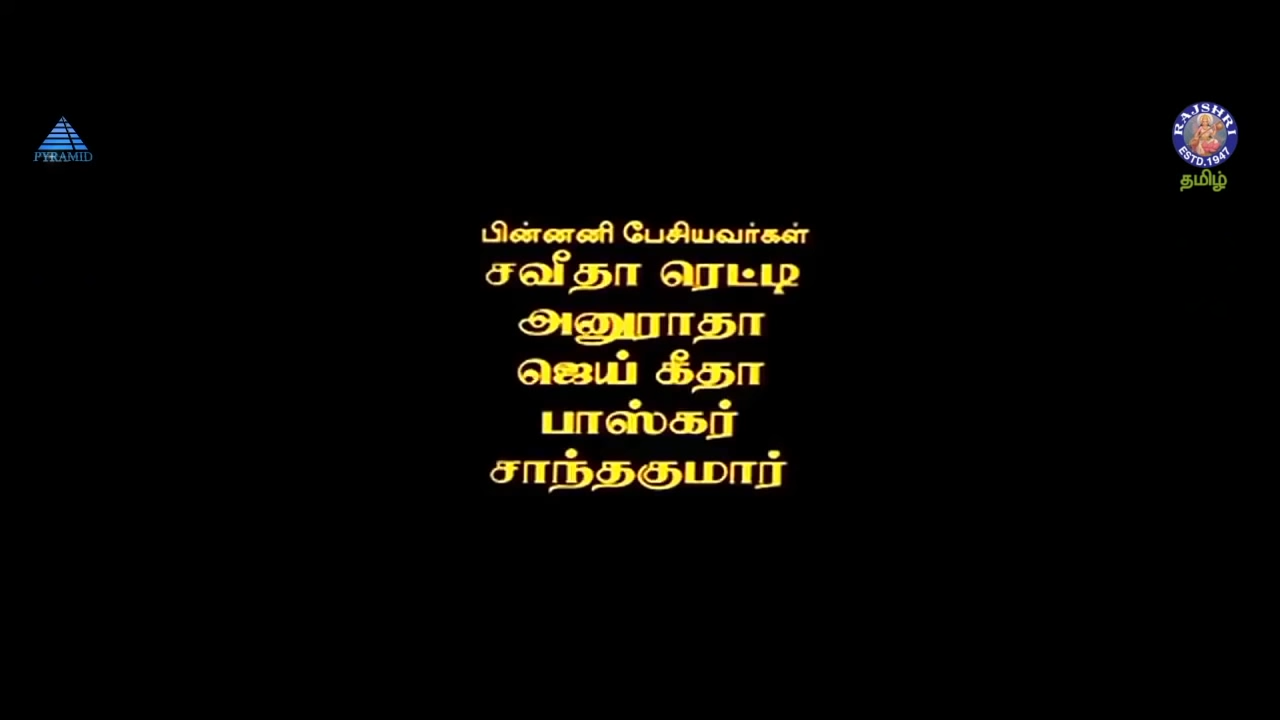 PYRAMID
RAJSHRI
ESTD.1947
தமிழ்
பின்னனி பேசியவர்கள்
சவீதா ரெட்டி
அனுராதா
ஜெய் கீதா
பாஸ்கர்
சாந்தகுமார்